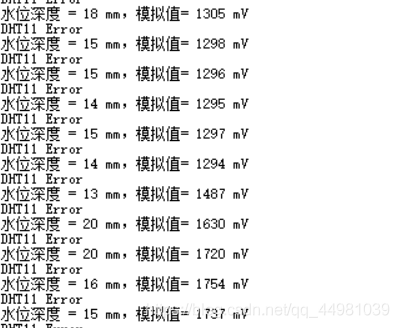 DHT11 Error
水位深度 = 18 mm，模拟值= 1305 mV
DHT11 Error
水位深度 = 15 mm，模拟值= 1298 mV
DHT11 Error
水位深度 = 15 mm，模拟值= 1296 mV
DHT11 Error
水位深度 = 14 mm，模拟值= 1295 mV
DHT11 Error
水位深度 = 15 mm，模拟值= 1297 mV
DHT11 Error
水位深度 = 14 mm，模拟值= 1294 mV
DHT11 Error
水位深度 = 13 mm，模拟值= 1487 mV
DHT11 Error
水位深度 = 20 mm，模拟值= 1630 mV
DHT11 Error
水位深度 = 20 mm，模拟值= 1720 mV
DHT11 Error
水位深度 = 16 mm，模拟值= 1754 mV
DHT11 Error
水位深度 = 15 mm，模拟值= 1737 mV
https://blog.csdn.net/qq_44981039